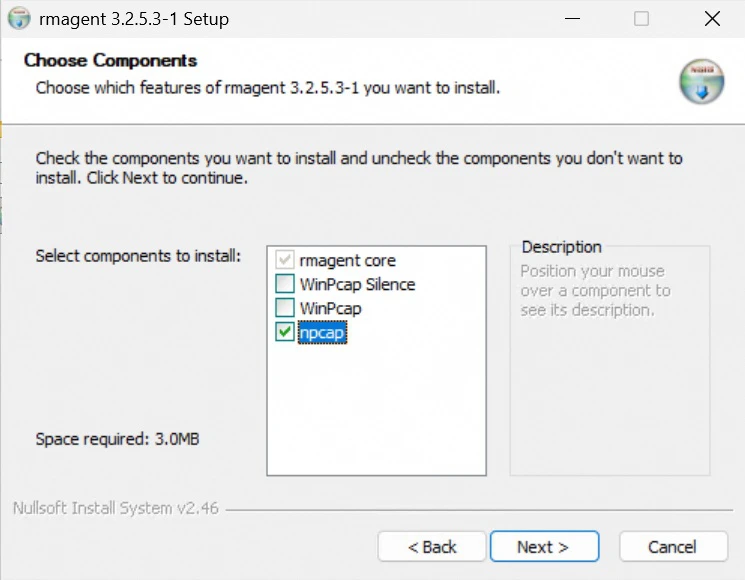 rmagent 3.2.5.3-1 Setup
Choose Components
Choose which features of rmagent 3.2.5.3-1 you want to install.
Check the components you want to install and uncheck the components you don't want to
install. Click Next to continue.
Select components to install:
rmagent core
WinPcap Silence
WinPcap
npcap
Description
Position your mouse
over a component to
see its description.
Space required: 3.0MB
Nullsoft Install System v2.46
< Back
Next >
Cancel